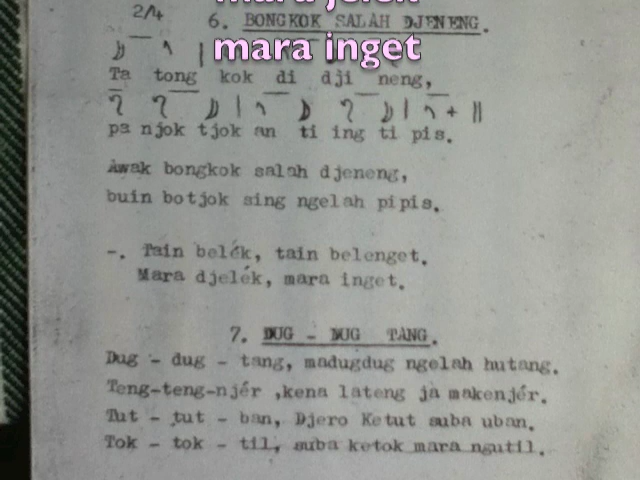 mara jelek
mara inget
2/4
6. BONGKOK SALAH DJENENG.
Ta tong kok di dji neng,
pa njok tjok an ti ing ti pis.
Awak bongkok salah djeneng,
buin botjok sing ngelah pipis.
-. Tain belék, tain belenget.
Mara djelék, mara inget.
7. DUG - DUG TANG.
Dug - dug - tang, madugdug ngelah hutang.
Teng-teng-njér ,kena lateng ja makenjér.
Tut - tut - ban, Djero Ketut suba uban.
Tok - tok - til, suba ketok mara ngutil.